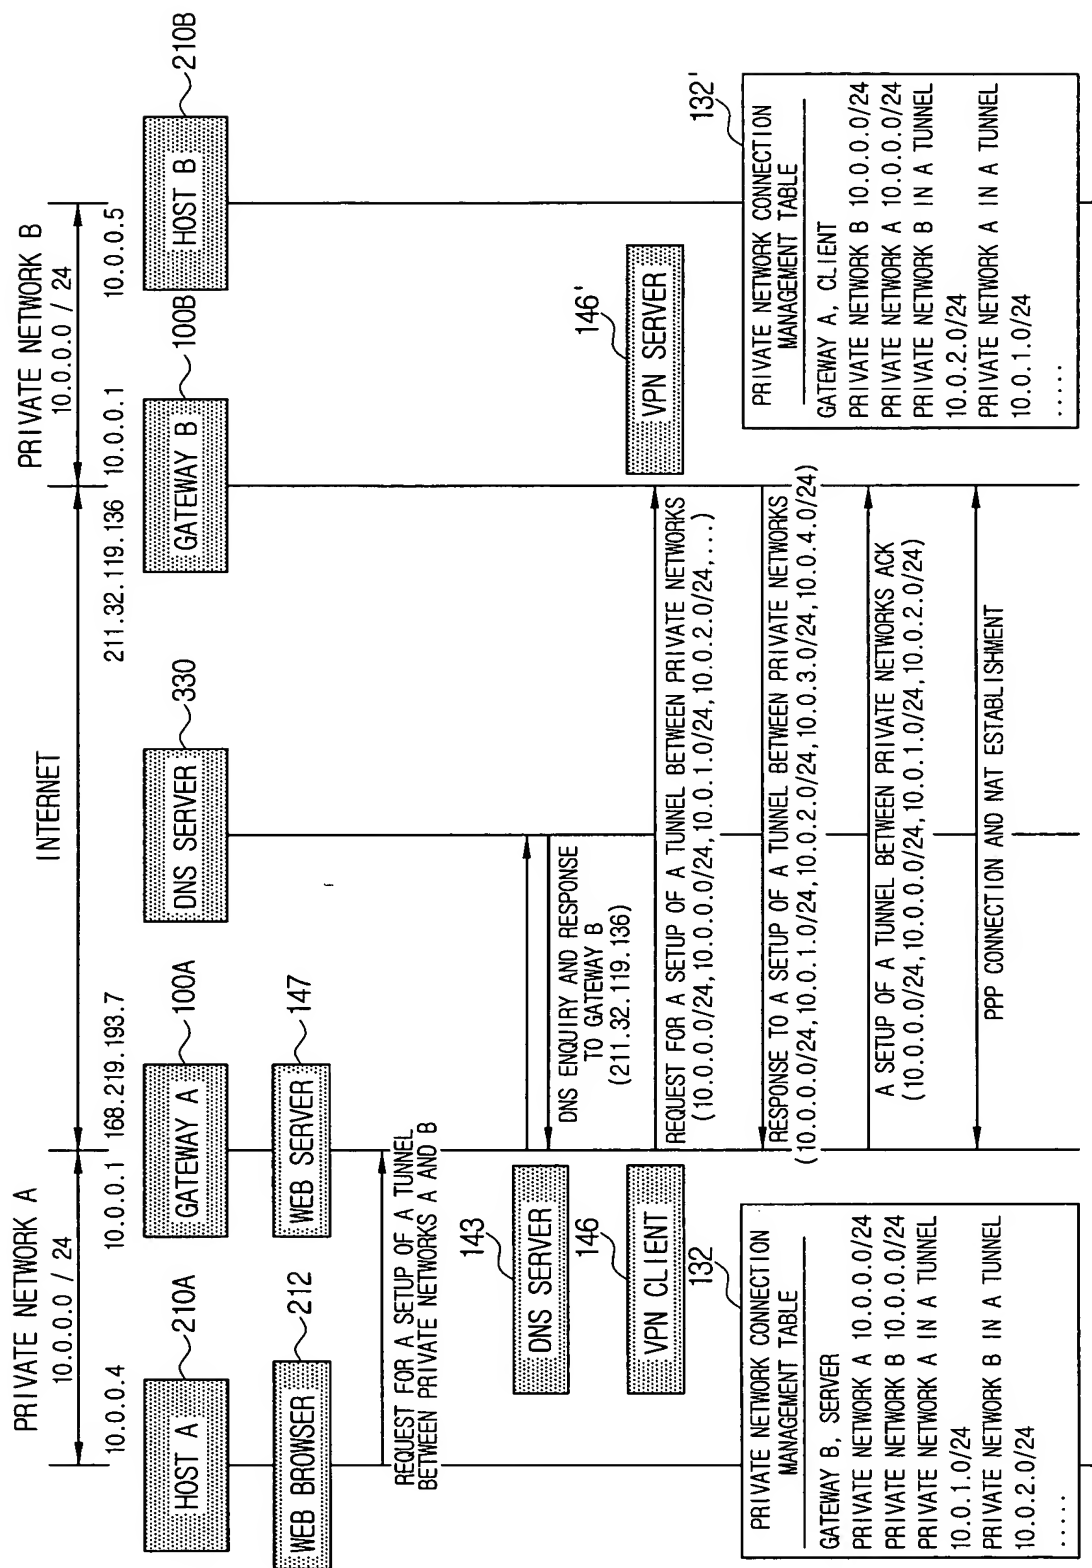 PRIVATE NETWORK A
10.0.0.0 / 24
INTERNET
PRIVATE NETWORK B
10.0.0.0 / 24
10.0.0.4
10.0.0.1
168.219.193.7
211.32.119.136
10.0.0.1
10.0.0.5
210A
100A
330
100B
210B
HOST A
GATEWAY A
DNS SERVER
GATEWAY B
HOST B
212
147
WEB BROWSER
WEB SERVER
REQUEST FOR A SETUP OF A TUNNEL
BETWEEN PRIVATE NETWORKS A AND B
143
DNS SERVER
DNS ENQUIRY AND RESPONSE
TO GATEWAY B
(211.32.119.136)
146
VPN CLIENT
146'
VPN SERVER
REQUEST FOR A SETUP OF A TUNNEL BETWEEN PRIVATE NETWORKS
(10.0.0.0/24,10.0.0.0/24,10.0.1.0/24,10.0.2.0/24,...)
RESPONSE TO A SETUP OF A TUNNEL BETWEEN PRIVATE NETWORKS
(10.0.0.0/24,10.0.1.0/24,10.0.2.0/24,10.0.3.0/24,10.0.4.0/24)
A SETUP OF A TUNNEL BETWEEN PRIVATE NETWORKS ACK
(10.0.0.0/24,10.0.0.0/24,10.0.1.0/24,10.0.2.0/24)
PPP CONNECTION AND NAT ESTABLISHMENT
132
PRIVATE NETWORK CONNECTION
MANAGEMENT TABLE
GATEWAY B, SERVER
PRIVATE NETWORK A 10.0.0.0/24
PRIVATE NETWORK B 10.0.0.0/24
PRIVATE NETWORK A IN A TUNNEL
10.0.1.0/24
PRIVATE NETWORK B IN A TUNNEL
10.0.2.0/24
.....
132'
PRIVATE NETWORK CONNECTION
MANAGEMENT TABLE
GATEWAY A, CLIENT
PRIVATE NETWORK B 10.0.0.0/24
PRIVATE NETWORK A 10.0.0.0/24
PRIVATE NETWORK B IN A TUNNEL
10.0.2.0/24
PRIVATE NETWORK A IN A TUNNEL
10.0.1.0/24
.....